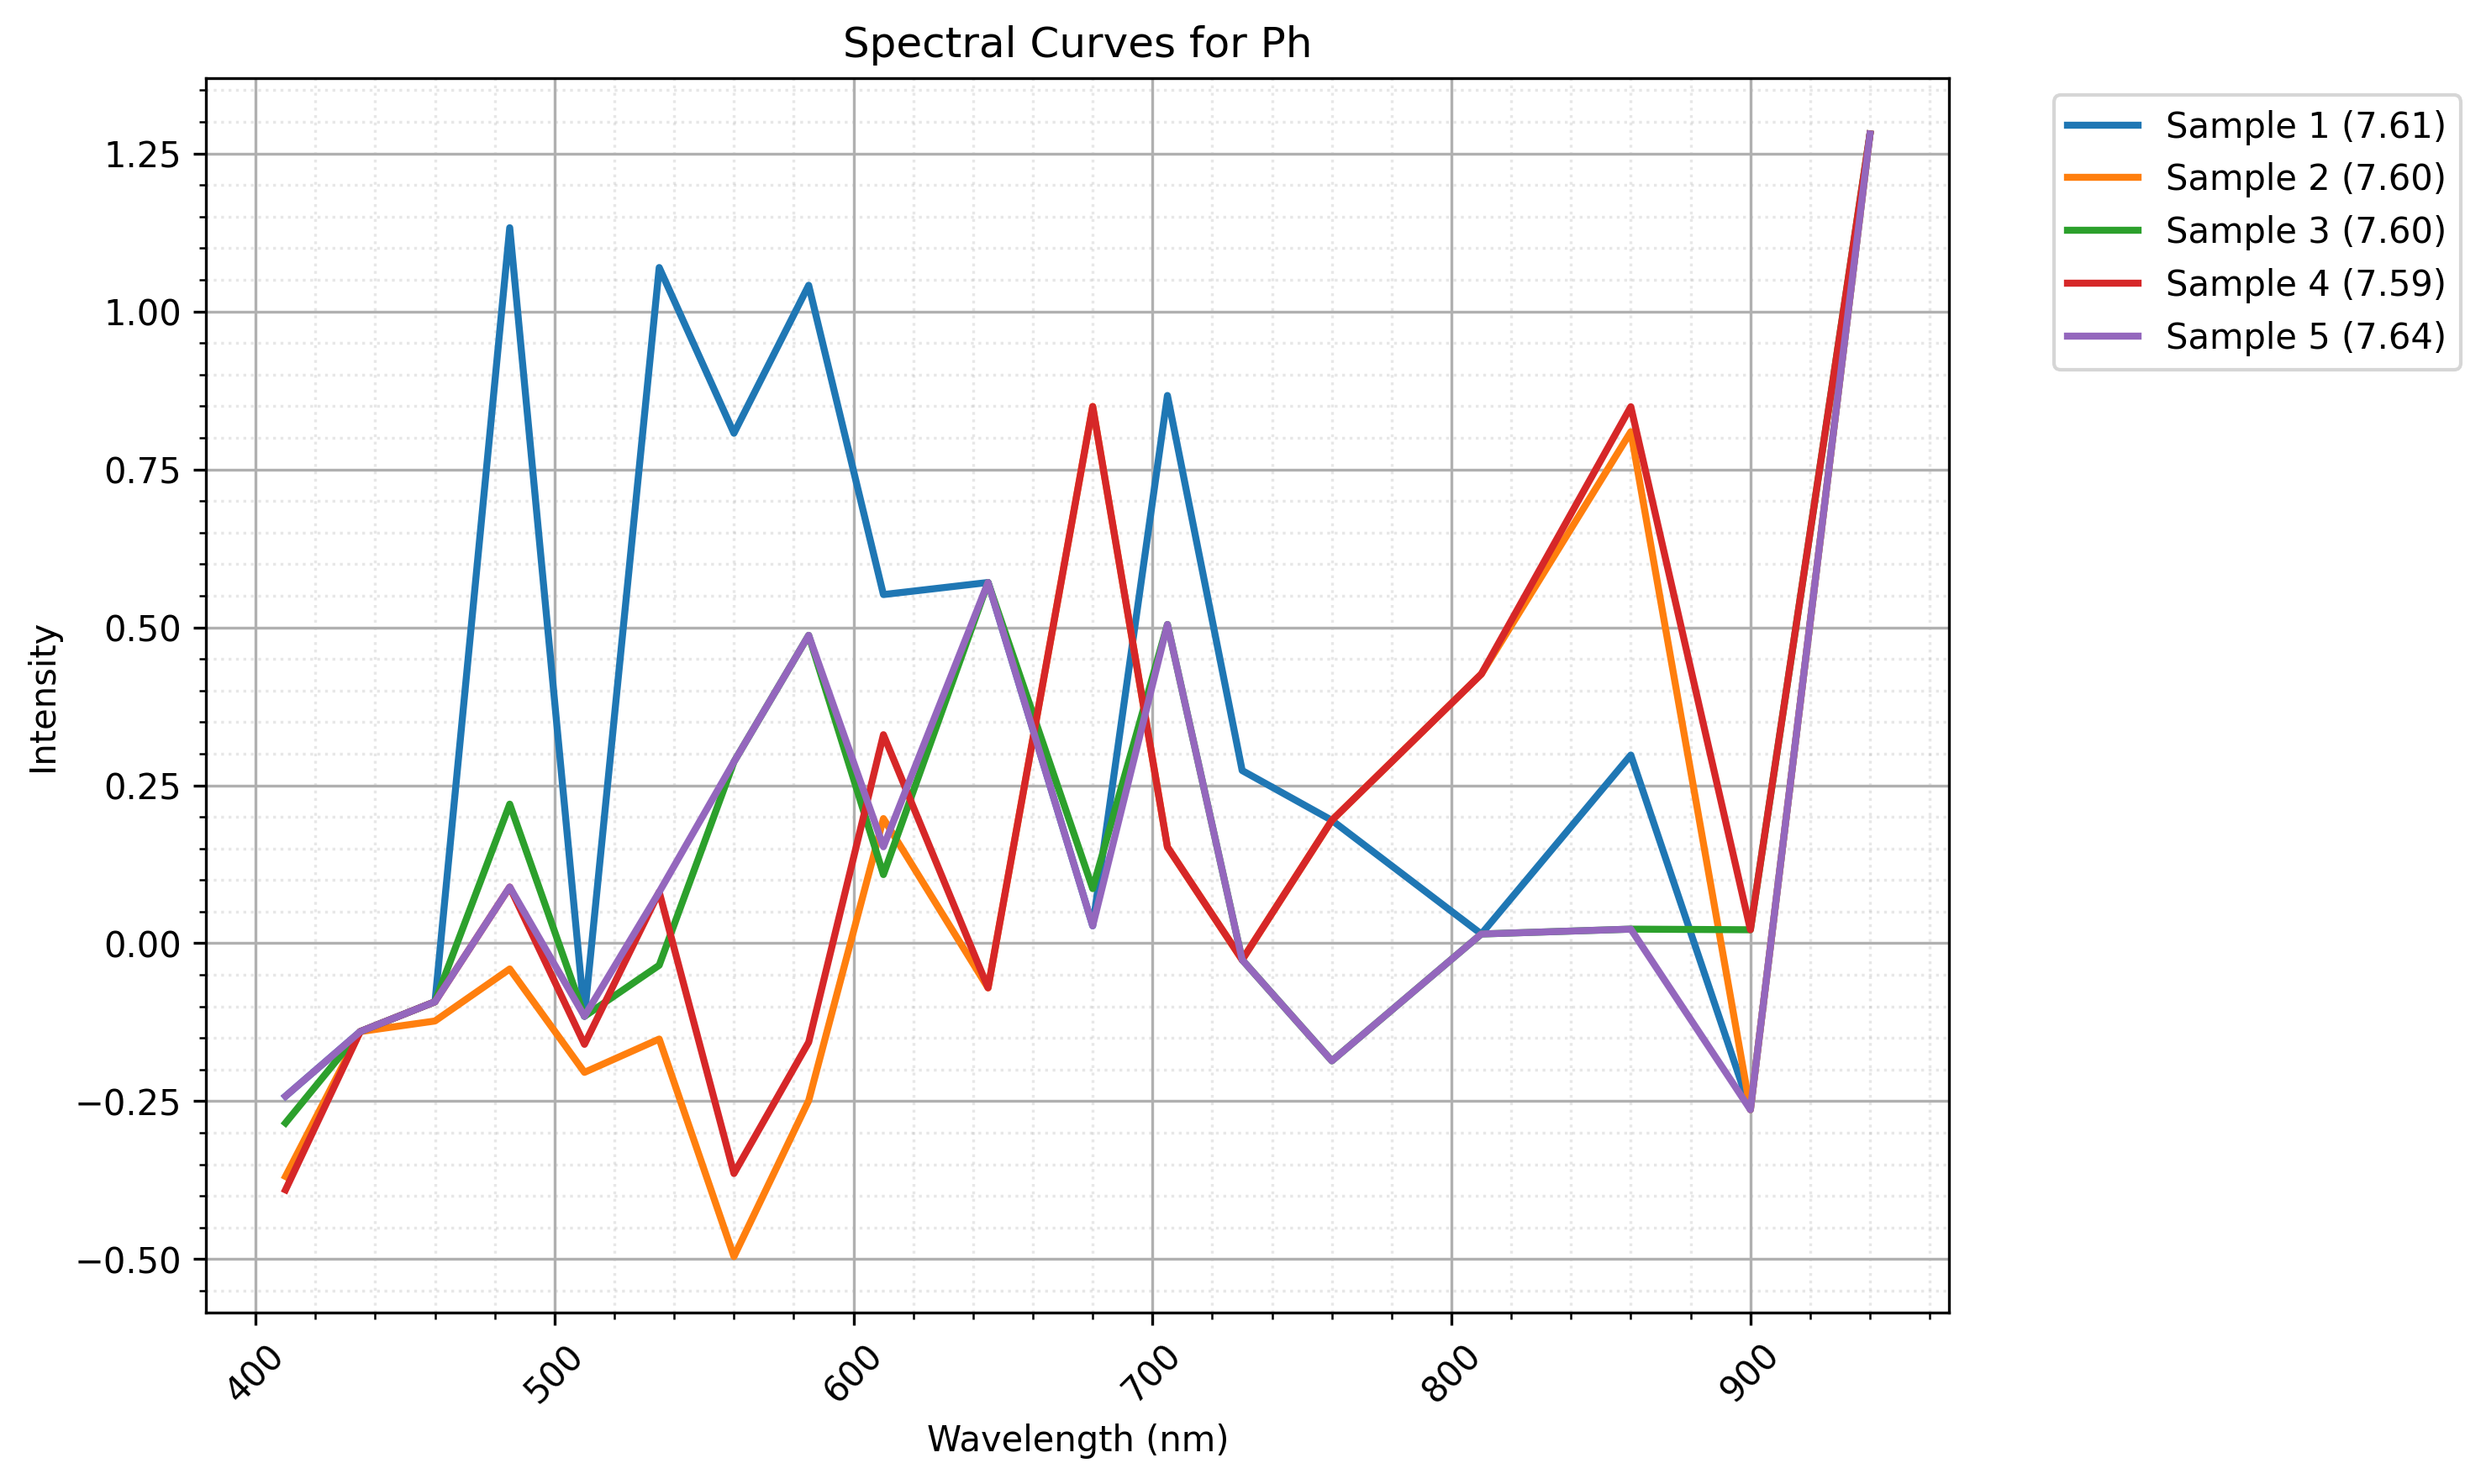 Spectral Curves for Ph
Intensity
1.25
1.00
0.75
0.50
0.25
0.00
−0.25
−0.50
400
500
600
700
800
900
Wavelength (nm)
Sample 1 (7.61)
Sample 2 (7.60)
Sample 3 (7.60)
Sample 4 (7.59)
Sample 5 (7.64)